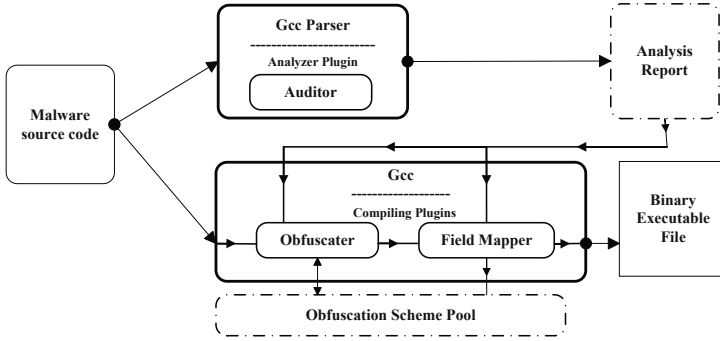 Gcc Parser
Analyzer Plugin
Auditor
Analysis
Report
Malware
source code
Gcc
Compiling Plugins
Obfuscater
Field Mapper
Binary
Executable
File
Obfuscation Scheme Pool